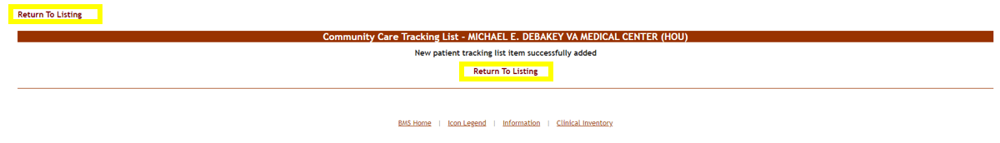 Return To Listing
Community Care Tracking List - MICHAEL E. DEBAKEY VA MEDICAL CENTER (HOU)
New patient tracking list item successfully added
Return To Listing
BMS Home | Icon Legend | Information | Clinical Inventory